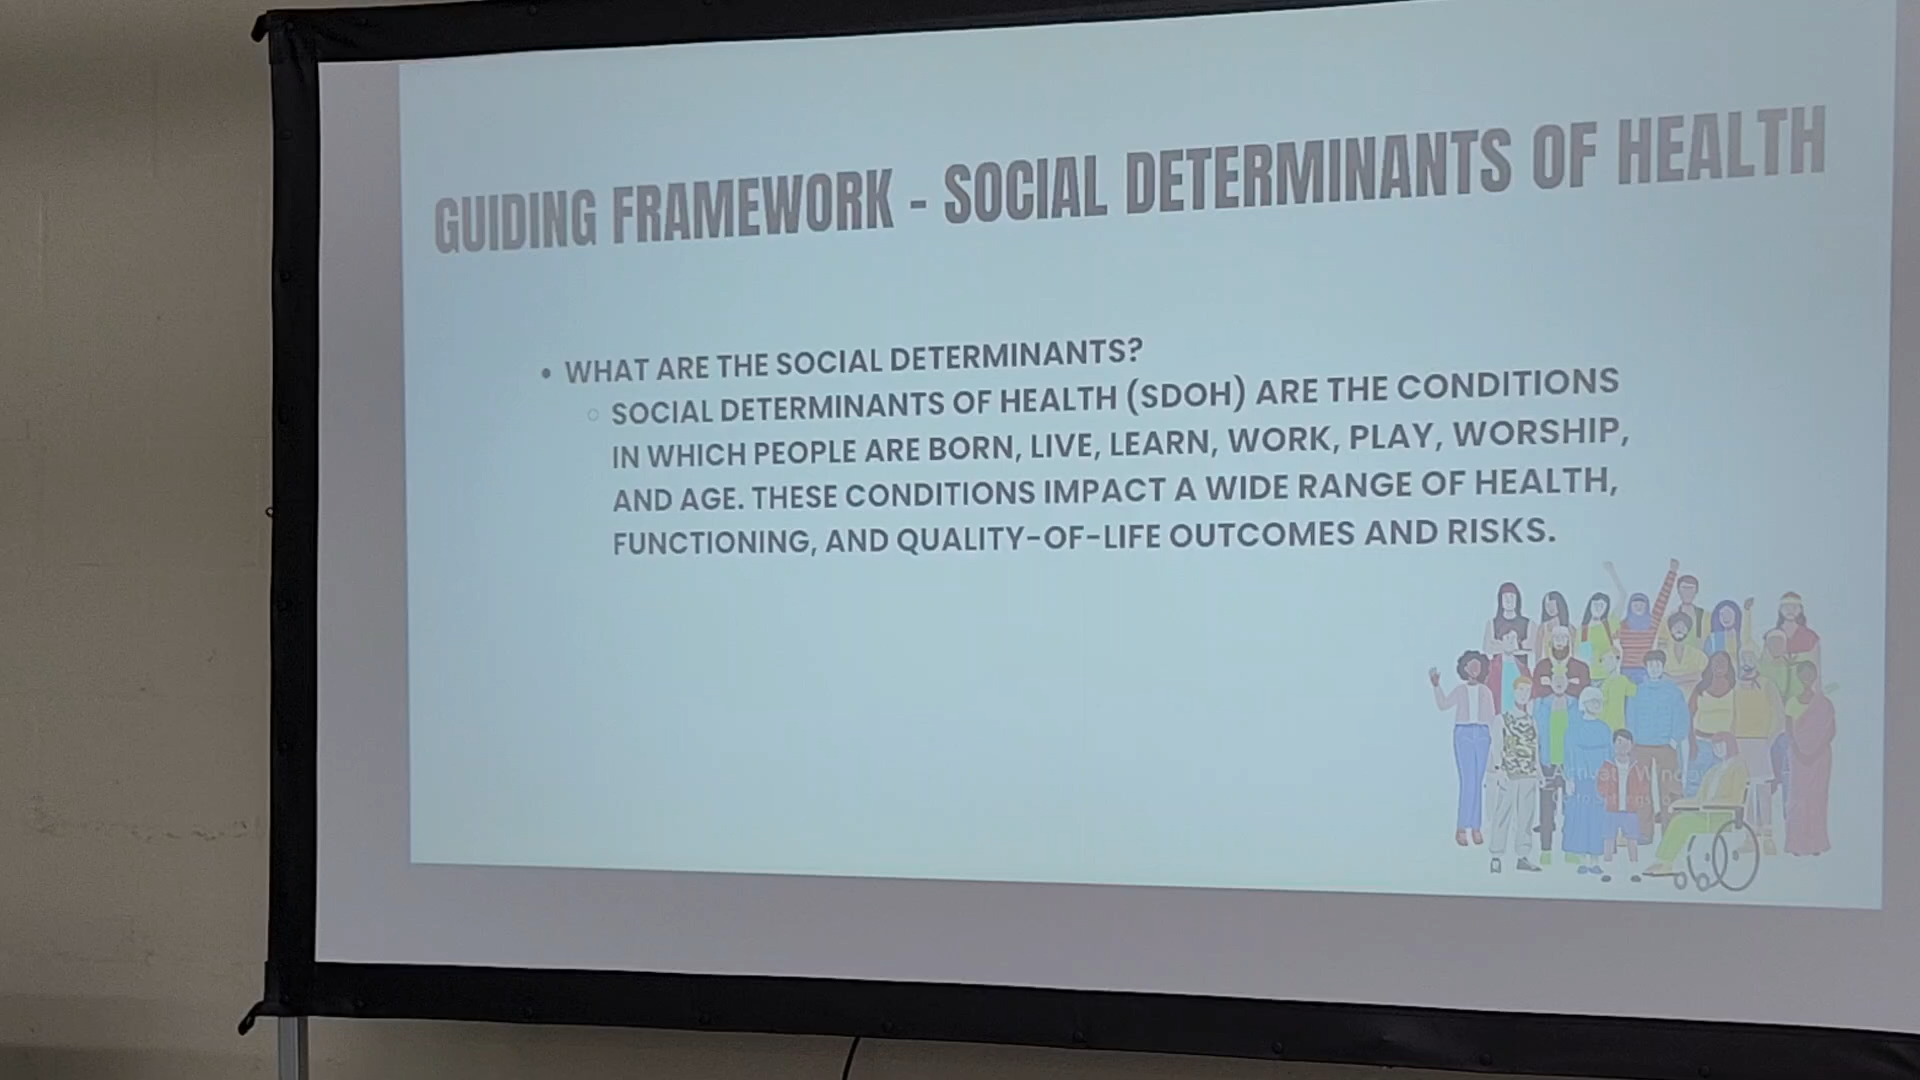 GUIDING FRAMEWORK - SOCIAL DETERMINANTS OF HEALTH
• WHAT ARE THE SOCIAL DETERMINANTS?
○ SOCIAL DETERMINANTS OF HEALTH (SDOH) ARE THE CONDITIONS
IN WHICH PEOPLE ARE BORN, LIVE, LEARN, WORK, PLAY, WORSHIP,
AND AGE. THESE CONDITIONS IMPACT A WIDE RANGE OF HEALTH,
FUNCTIONING, AND QUALITY-OF-LIFE OUTCOMES AND RISKS.